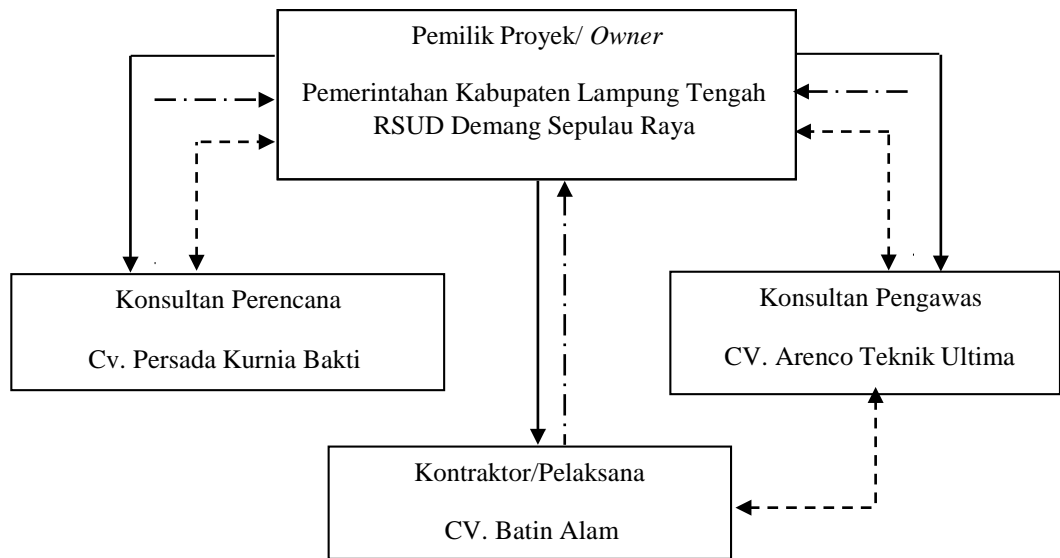 Pemilik Proyek/ Owner
Pemerintahan Kabupaten Lampung Tengah
RSUD Demang Sepulau Raya
Konsultan Perencana
Cv. Persada Kurnia Bakti
Konsultan Pengawas
CV. Arenco Teknik Ultima
Kontraktor/Pelaksana
CV. Batin Alam